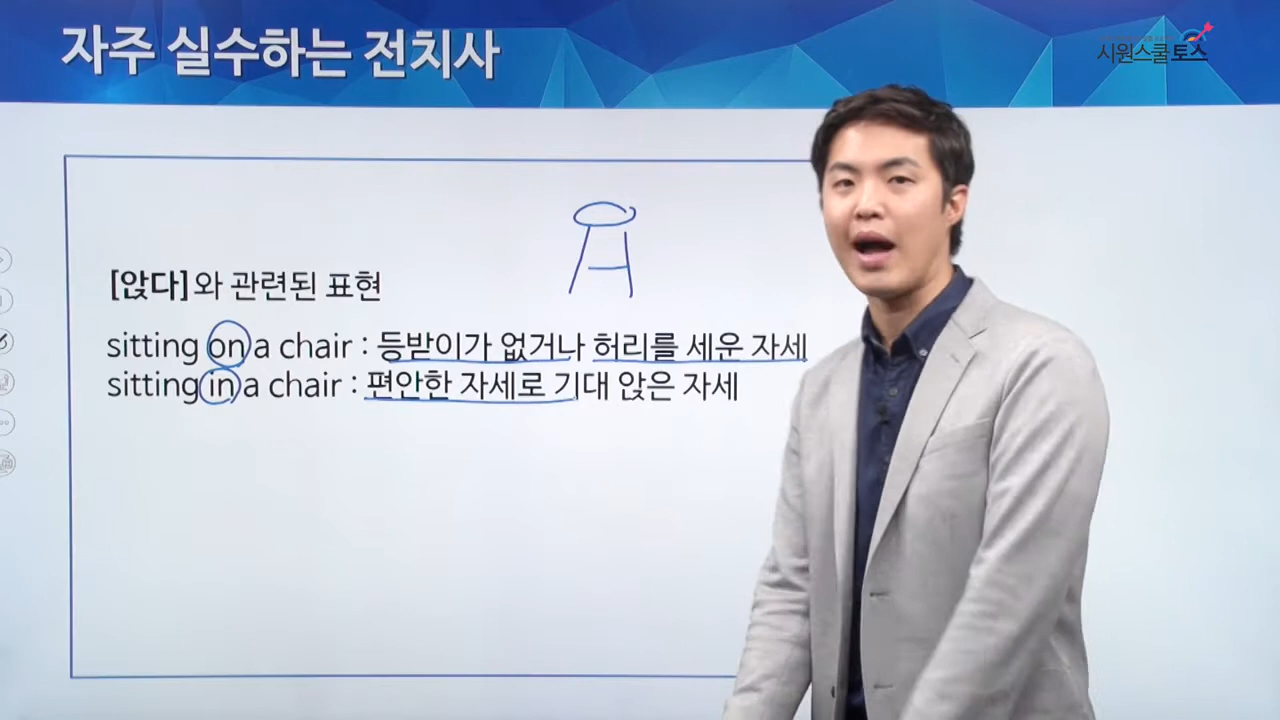 자주 실수하는 전치사
시원스쿨토스
[앉다]와 관련된 표현
sitting on a chair : 등받이가 없거나 허리를 세운 자세
sitting in a chair : 편안한 자세로 기대 앉은 자세